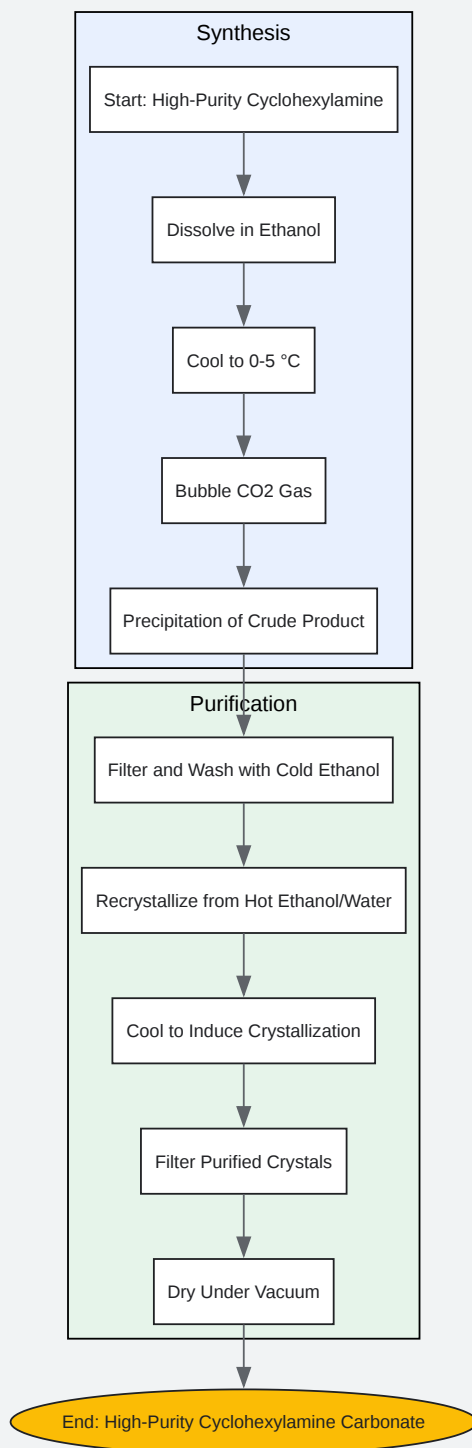 Synthesis
Start: High-Purity Cyclohexylamine
Dissolve in Ethanol
Cool to 0-5 °C
Bubble CO2 Gas
Precipitation of Crude Product
Purification
Filter and Wash with Cold Ethanol
Recrystallize from Hot Ethanol/Water
Cool to Induce Crystallization
Filter Purified Crystals
Dry Under Vacuum
End: High-Purity Cyclohexylamine Carbonate